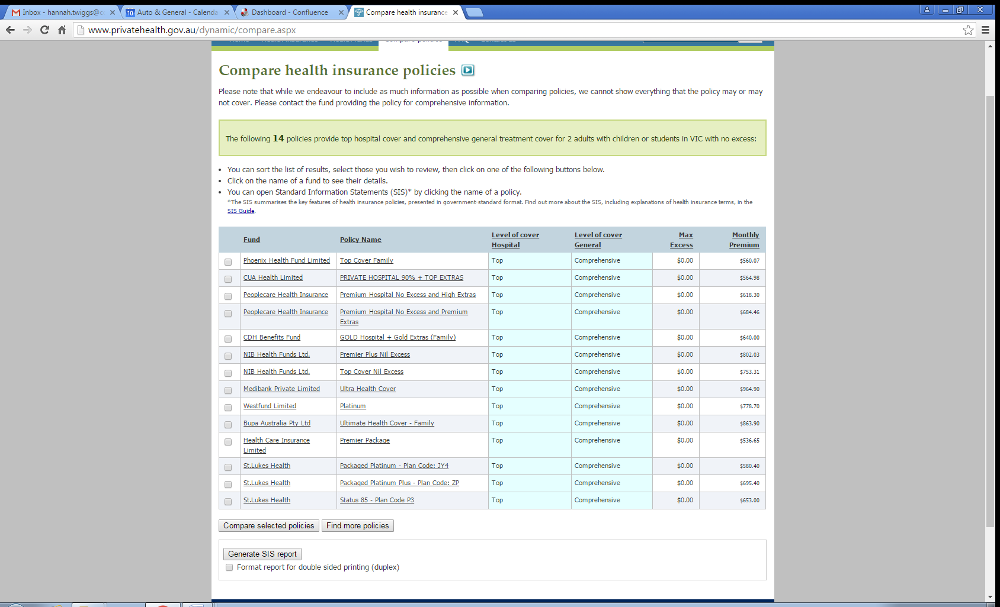 Inbox - hannah.twiggs@c
Auto & General - Calenda
Dashboard - Confluence
Compare health insurance
www.privatehealth.gov.au/dynamic/compare.aspx
Compare policies
Compare health insurance policies
Please note that while we endeavour to include as much information as possible when comparing policies, we cannot show everything that the policy may or may
not cover. Please contact the fund providing the policy for comprehensive information.
The following 14 policies provide top hospital cover and comprehensive general treatment cover for 2 adults with children or students in VIC with no excess:
• You can sort the list of results, select those you wish to review, then click on one of the following buttons below.
• Click on the name of a fund to see their details.
• You can open Standard Information Statements (SIS)* by clicking the name of a policy.
*The SIS summarises the key features of health insurance policies, presented in government-standard format. Find out more about the SIS, including explanations of health insurance terms, in the
SIS Guide.
Fund Policy Name Level of cover Hospital Level of cover General Max Excess Monthly Premium
Phoenix Health Fund Limited Top Cover Family Top Comprehensive $0.00 $560.07
CUA Health Limited PRIVATE HOSPITAL 90% + TOP EXTRAS Top Comprehensive $0.00 $564.98
Peoplecare Health Insurance Premium Hospital No Excess and High Extras Top Comprehensive $0.00 $618.30
Peoplecare Health Insurance Premium Hospital No Excess and Premium Extras Top Comprehensive $0.00 $684.46
CDH Benefits Fund GOLD Hospital + Gold Extras (Family) Top Comprehensive $0.00 $640.00
NIB Health Funds Ltd. Premier Plus Nil Excess Top Comprehensive $0.00 $802.03
NIB Health Funds Ltd. Top Cover Nil Excess Top Comprehensive $0.00 $753.31
Medibank Private Limited Ultra Health Cover Top Comprehensive $0.00 $964.90
Westfund Limited Platinum Top Comprehensive $0.00 $778.70
Bupa Australia Pty Ltd Ultimate Health Cover - Family Top Comprehensive $0.00 $863.90
Health Care Insurance Limited Premier Package Top Comprehensive $0.00 $536.65
St.Lukes Health Packaged Platinum - Plan Code: JY4 Top Comprehensive $0.00 $580.40
St.Lukes Health Packaged Platinum Plus - Plan Code: ZP Top Comprehensive $0.00 $695.40
St.Lukes Health Status 85 - Plan Code P3 Top Comprehensive $0.00 $653.00
Compare selected policies Find more policies
Generate SIS report
Format report for double sided printing (duplex)